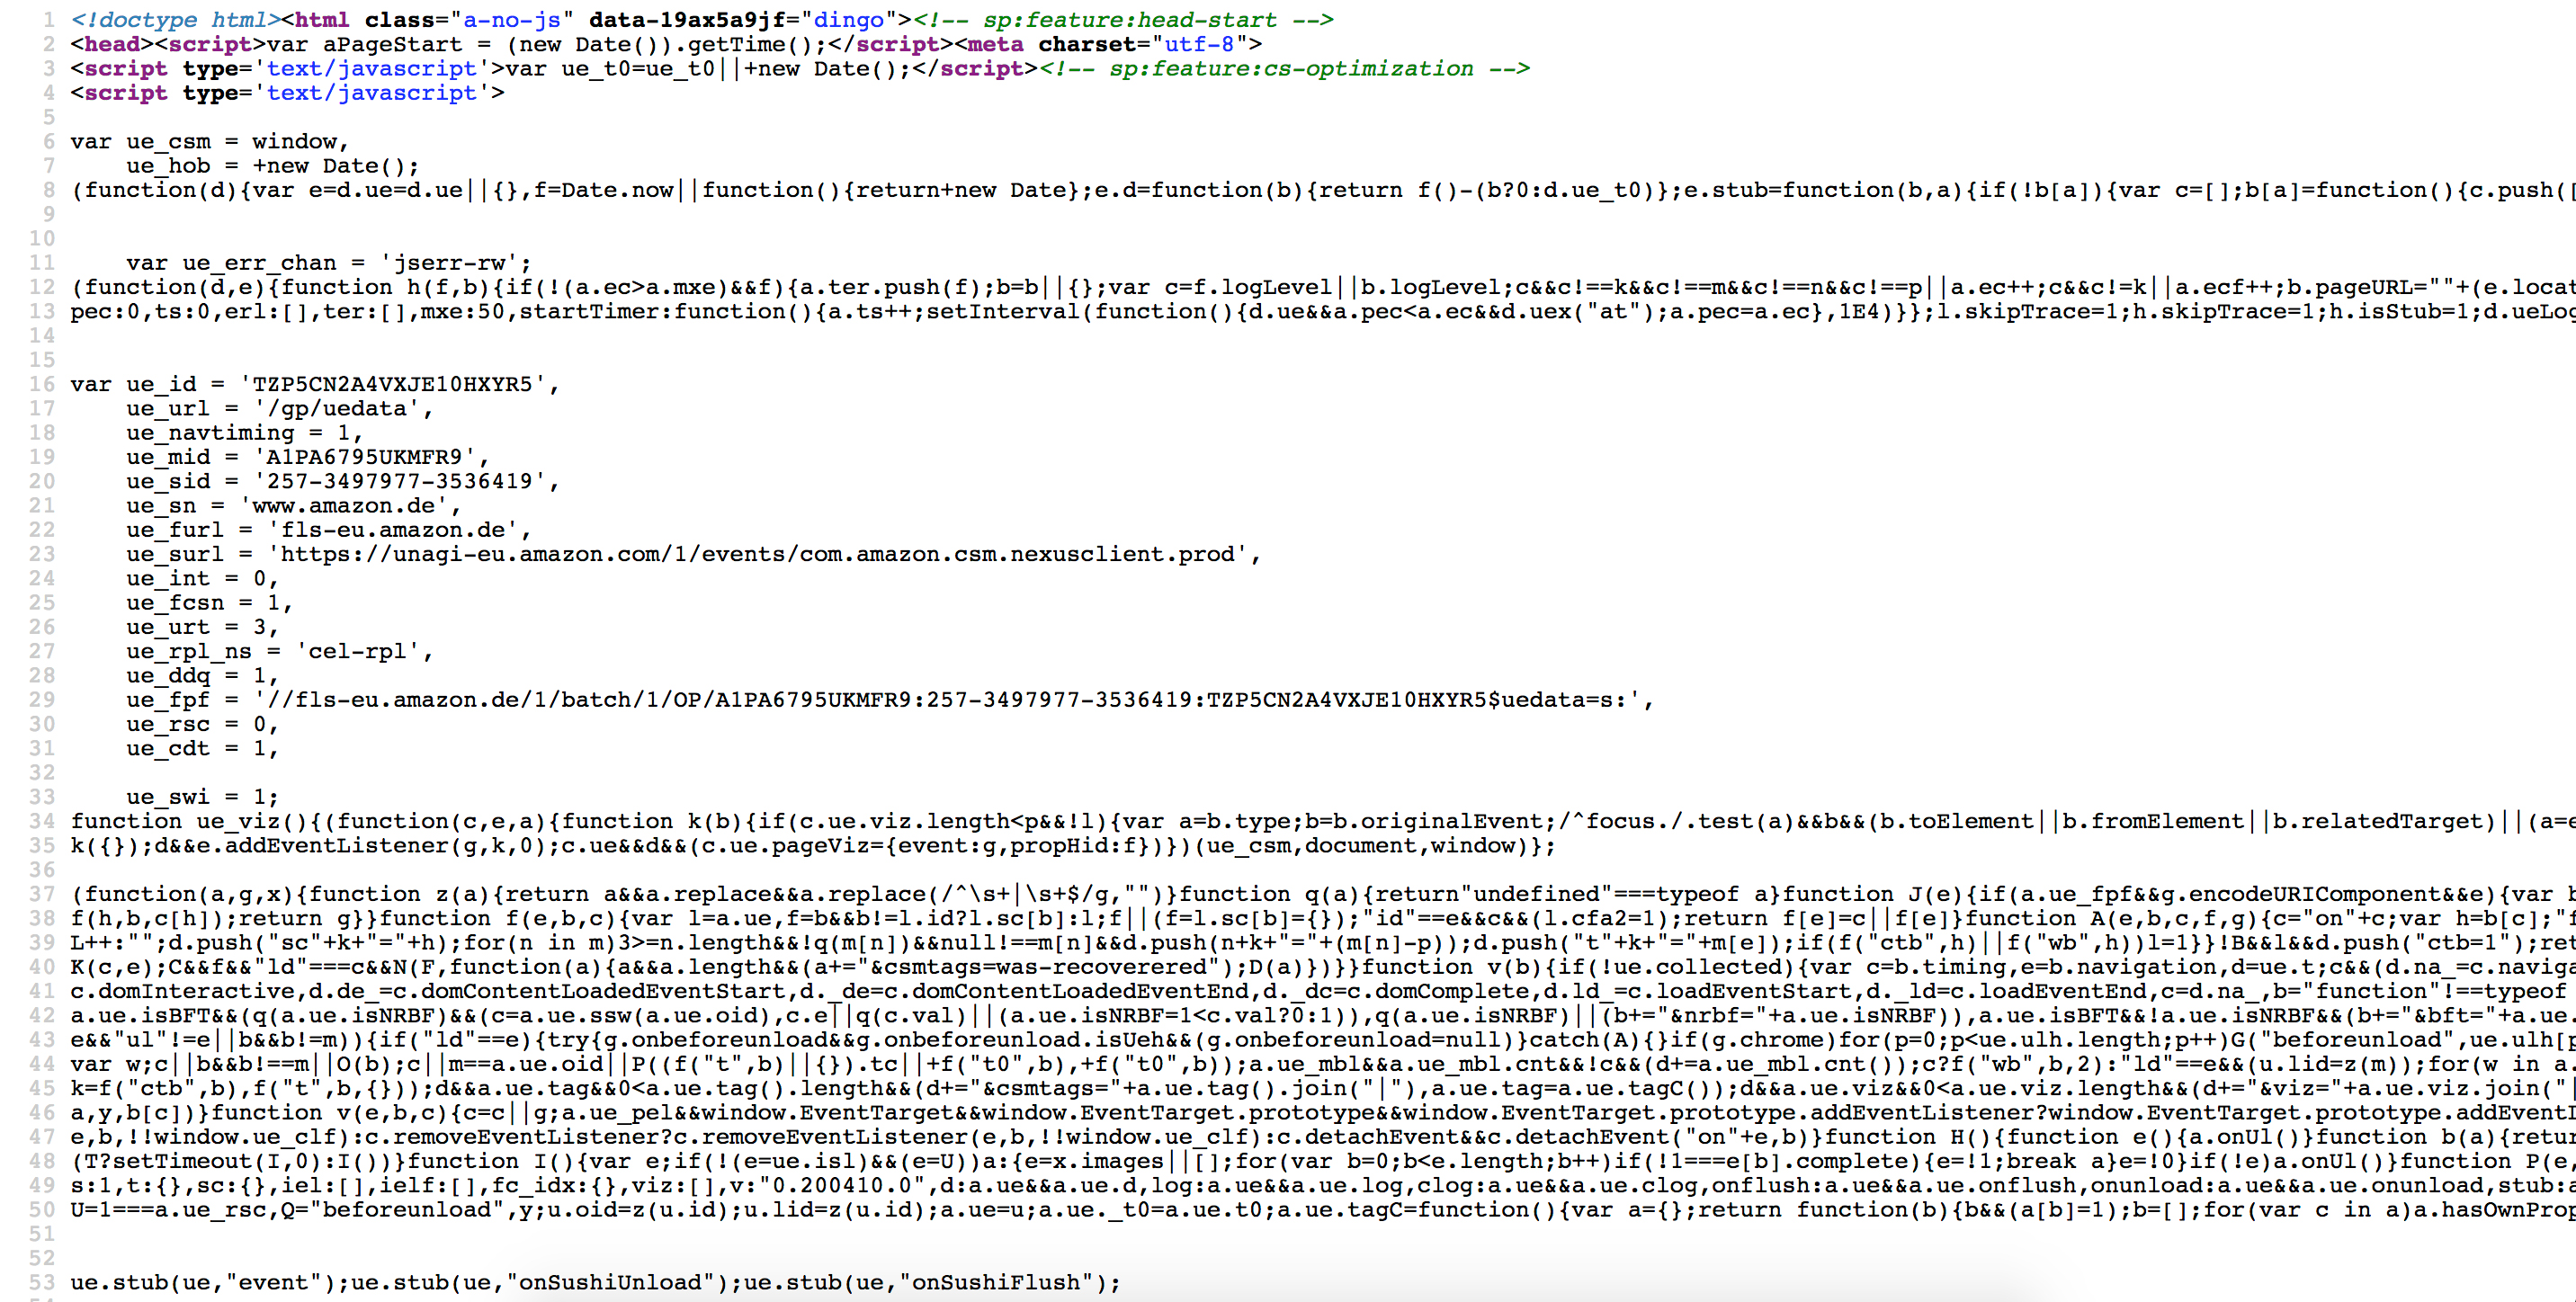 1 <!doctype html><html class="a-no-js" data-19ax5a9jf="dingo"><!-- sp:feature:head-start -->
2 <head><script>var aPageStart = (new Date()).getTime();</script><meta charset="utf-8">
3 <script type='text/javascript'>var ue_t0=ue_t0||+new Date();</script><!-- sp:feature:cs-optimization -->
4 <script type='text/javascript'>
5
6 var ue_csm = window,
7     ue_hob = +new Date();
8 (function(d){var e=d.ue=d.ue||{},f=Date.now||function(){return+new Date};e.d=function(b){return f()-(b?0:d.ue_t0)};e.stub=function(b,a){if(!b[a]){var c=[];b[a]=function(){c.push([
9
10
11     var ue_err_chan = 'jserr-rw';
12 (function(d,e){function h(f,b){if(!(a.ec>a.mxe)&&f){a.ter.push(f);b=b||{};var c=f.logLevel||b.logLevel;c&&c!==k&&c!==m&&c!==n&&c!==p||a.ec++;c&&c!=k||a.ecf++;b.pageURL=""+(e.locat
13 pec:0,ts:0,erl:[],ter:[],mxe:50,startTimer:function(){a.ts++;setInterval(function(){d.ue&&a.pec<a.ec&&d.uex("at");a.pec=a.ec},1E4)}};l.skipTrace=1;h.skipTrace=1;h.isStub=1;d.ueLog
14
15
16 var ue_id = 'TZP5CN2A4VXJE10HXYR5',
17     ue_url = '/gp/uedata',
18     ue_navtiming = 1,
19     ue_mid = 'A1PA6795UKMFR9',
20     ue_sid = '257-3497977-3536419',
21     ue_sn = 'www.amazon.de',
22     ue_furl = 'fls-eu.amazon.de',
23     ue_surl = 'https://unagi-eu.amazon.com/1/events/com.amazon.csm.nexusclient.prod',
24     ue_int = 0,
25     ue_fcsn = 1,
26     ue_urt = 3,
27     ue_rpl_ns = 'cel-rpl',
28     ue_ddq = 1,
29     ue_fpf = '//fls-eu.amazon.de/1/batch/1/OP/A1PA6795UKMFR9:257-3497977-3536419:TZP5CN2A4VXJE10HXYR5$uedata=s:',
30     ue_rsc = 0,
31     ue_cdt = 1,
32
33     ue_swi = 1;
34 function ue_viz(){(function(c,e,a){function k(b){if(c.ue.viz.length<p&&!l){var a=b.type;b=b.originalEvent;/^focus./.test(a)&&b&&(b.toElement||b.fromElement||b.relatedTarget)||(a=e
35 k({});d&&e.addEventListener(g,k,0);c.ue&&d&&(c.ue.pageViz={event:g,propHid:f})})(ue_csm,document,window)};
36
37 (function(a,g,x){function z(a){return a&&a.replace&&a.replace(/^\s+|\s+$/g,"")}function q(a){return"undefined"===typeof a}function J(e){if(a.ue_fpf&&g.encodeURIComponent&&e){var b
38 f(h,b,c[h]);return g}}function f(e,b,c){var l=a.ue,f=b&&b!=l.id?l.sc[b]:l;f||(f=l.sc[b]={});"id"==e&&c&&(l.cfa2=1);return f[e]=c||f[e]}function A(e,b,c,f,g){c="on"+c;var h=b[c];"f
39 L++:"";d.push("sc"+k+"="+h);for(n in m)3>=n.length&&!q(m[n])&&null!==m[n]&&d.push(n+k+"="+(m[n]-p));d.push("t"+k+"="+m[e]);if(f("ctb",h)||f("wb",h))l=1}}!B&&l&&d.push("ctb=1");ret
40 K(c,e);C&&f&&"ld"===c&&N(F,function(a){a&&a.length&&(a+="&csmtags=was-recoverered");D(a)})}}function v(b){if(!ue.collected){var c=b.timing,e=b.navigation,d=ue.t;c&&(d.na_=c.naviga
41 c.domInteractive,d.de_=c.domContentLoadedEventStart,d._de=c.domContentLoadedEventEnd,d._dc=c.domComplete,d.ld_=c.loadEventStart,d._ld=c.loadEventEnd,c=d.na_,b="function"!==typeof
42 a.ue.isBFT&&(q(a.ue.isNRBF)&&(c=a.ue.ssw(a.ue.oid),c.e||q(c.val)||(a.ue.isNRBF=1<c.val?0:1)),q(a.ue.isNRBF)||(b+="&nrbf="+a.ue.isNRBF)),a.ue.isBFT&&!a.ue.isNRBF&&(b+="&bft="+a.ue.
43 e&&"ul"!=e||b&&b!=m)){if("ld"==e){try{g.onbeforeunload&&g.onbeforeunload.isUeh&&(g.onbeforeunload=null)}catch(A){}if(g.chrome)for(p=0;p<ue.ulh.length;p++)G("beforeunload",ue.ulh[p
44 var w;c||b&&b!==m||O(b);c||m==a.ue.oid||P((f("t",b)||{}).tc||+f("t0",b),+f("t0",b));a.ue_mbl&&a.ue_mbl.cnt&&!c&&(d+=a.ue_mbl.cnt());c?f("wb",b,2):"ld"==e&&(u.lid=z(m));for(w in a.
45 k=f("ctb",b),f("t",b,{}));d&&a.ue.tag&&0<a.ue.tag().length&&(d+="&csmtags="+a.ue.tag().join("|"),a.ue.tag=a.ue.tagC());d&&a.ue.viz&&0<a.ue.viz.length&&(d+="&viz="+a.ue.viz.join("|
46 a,y,b[c])}function v(e,b,c){c=c||g;a.ue_pel&&window.EventTarget&&window.EventTarget.prototype&&window.EventTarget.prototype.addEventListener?window.EventTarget.prototype.addEventL
47 e,b,!!window.ue_clf):c.removeEventListener?c.removeEventListener(e,b,!!window.ue_clf):c.detachEvent&&c.detachEvent("on"+e,b)}function H(){function e(){a.onUl()}function b(a){retur
48 (T?setTimeout(I,0):I())}function I(){var e;if(!(e=ue.isl)&&(e=U))a:{e=x.images||[];for(var b=0;b<e.length;b++)if(!1===e[b].complete){e=!1;break a}e=!0}if(!e)a.onUl()}function P(e,
49 s:1,t:{},sc:{},iel:[],ielf:[],fc_idx:{},viz:[],v:"0.200410.0",d:a.ue&&a.ue.d,log:a.ue&&a.ue.log,clog:a.ue&&a.ue.clog,onflush:a.ue&&a.ue.onflush,onunload:a.ue&&a.ue.onunload,stub:a
50 U=1===a.ue_rsc,Q="beforeunload",y;u.oid=z(u.id);u.lid=z(u.id);a.ue=u;a.ue._t0=a.ue.t0;a.ue.tagC=function(){var a={};return function(b){b&&(a[b]=1);b=[];for(var c in a)a.hasOwnProp
51
52
53 ue.stub(ue,"event");ue.stub(ue,"onSushiUnload");ue.stub(ue,"onSushiFlush");